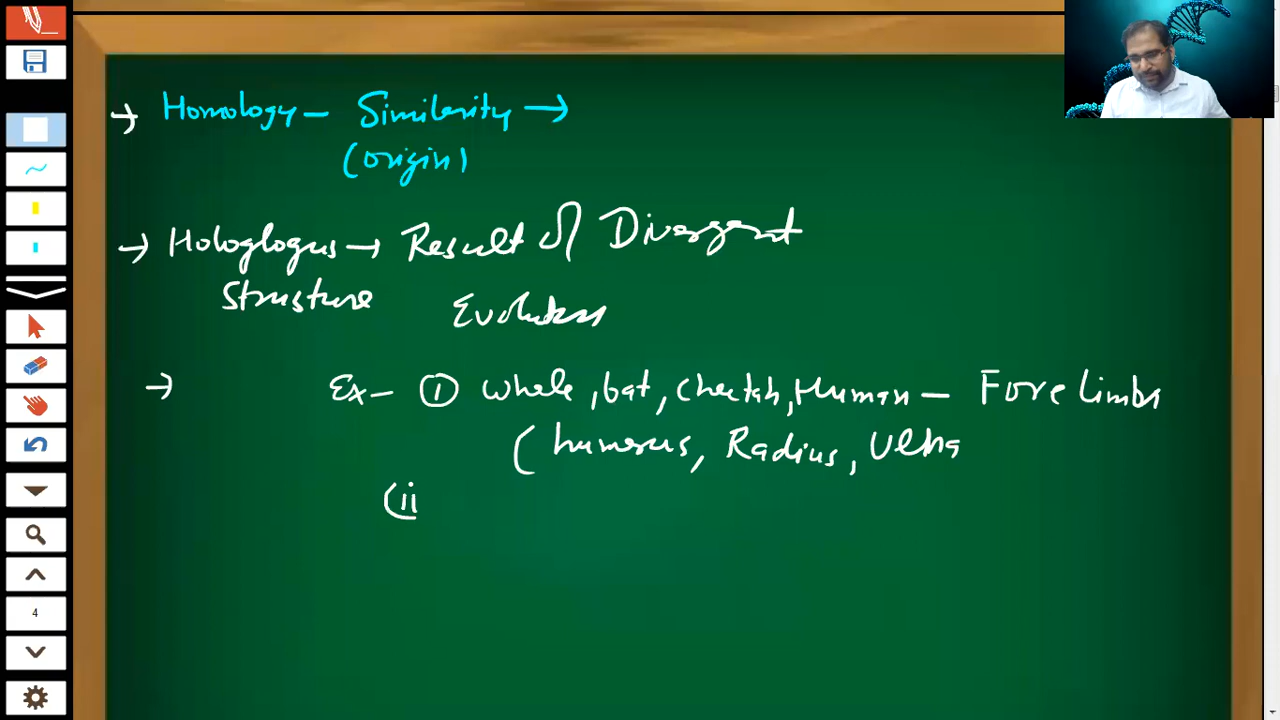 → Homology – Similarity →
(origin)
→ Hologlogus → Result of Divergent
Structure Evolution
→ Ex – ① Whale, bat, Cheetah, Human – Fore limbs
(humerus, Radius, Ulna
(ii
4